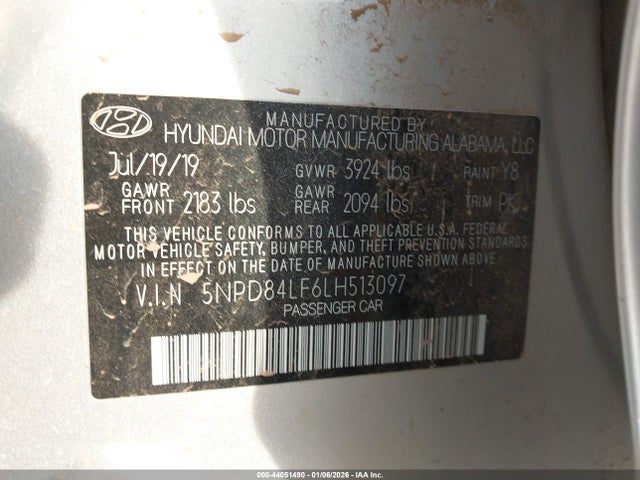 MANUFACTURED BY
HYUNDAI MOTOR MANUFACTURING ALABAMA, LLC
Jul/19/19 GVWR 3924 lbs PAINT Y8
GAWR FRONT 2183 lbs GAWR REAR 2094 lbs TRIM
THIS VEHICLE CONFORMS TO ALL APPLICABLE U.S.A. FEDERAL
MOTOR VEHICLE SAFETY, BUMPER, AND THEFT PREVENTION STANDARDS
IN EFFECT ON THE DATE OF MANUFACTURE SHOWN ABOVE.
V.I.N 5NPD84LF6LH513097
PASSENGER CAR
000-44051490 - 01/06/2026 - IAA Inc.